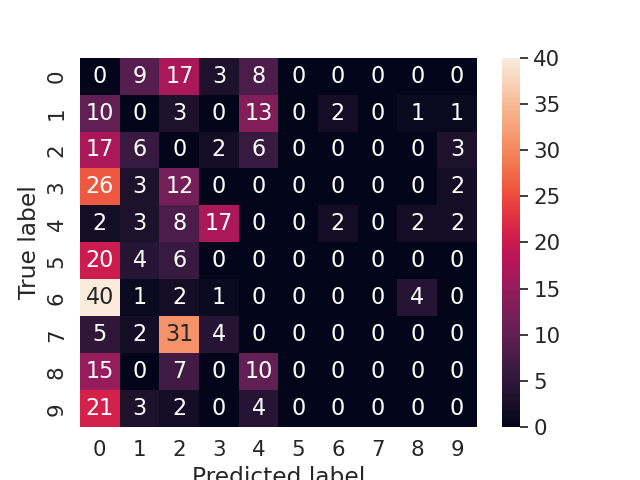 0 0 9 17 3 8 0 0 0 0 0
1 10 0 3 0 13 0 2 0 1 1
2 17 6 0 2 6 0 0 0 0 3
3 26 3 12 0 0 0 0 0 0 2
4 2 3 8 17 0 0 2 0 2 2
5 20 4 6 0 0 0 0 0 0 0
6 40 1 2 1 0 0 0 0 4 0
7 5 2 31 4 0 0 0 0 0 0
8 15 0 7 0 10 0 0 0 0 0
9 21 3 2 0 4 0 0 0 0 0
0 1 2 3 4 5 6 7 8 9
True label
Predicted label
40
35
30
25
20
15
10
5
0